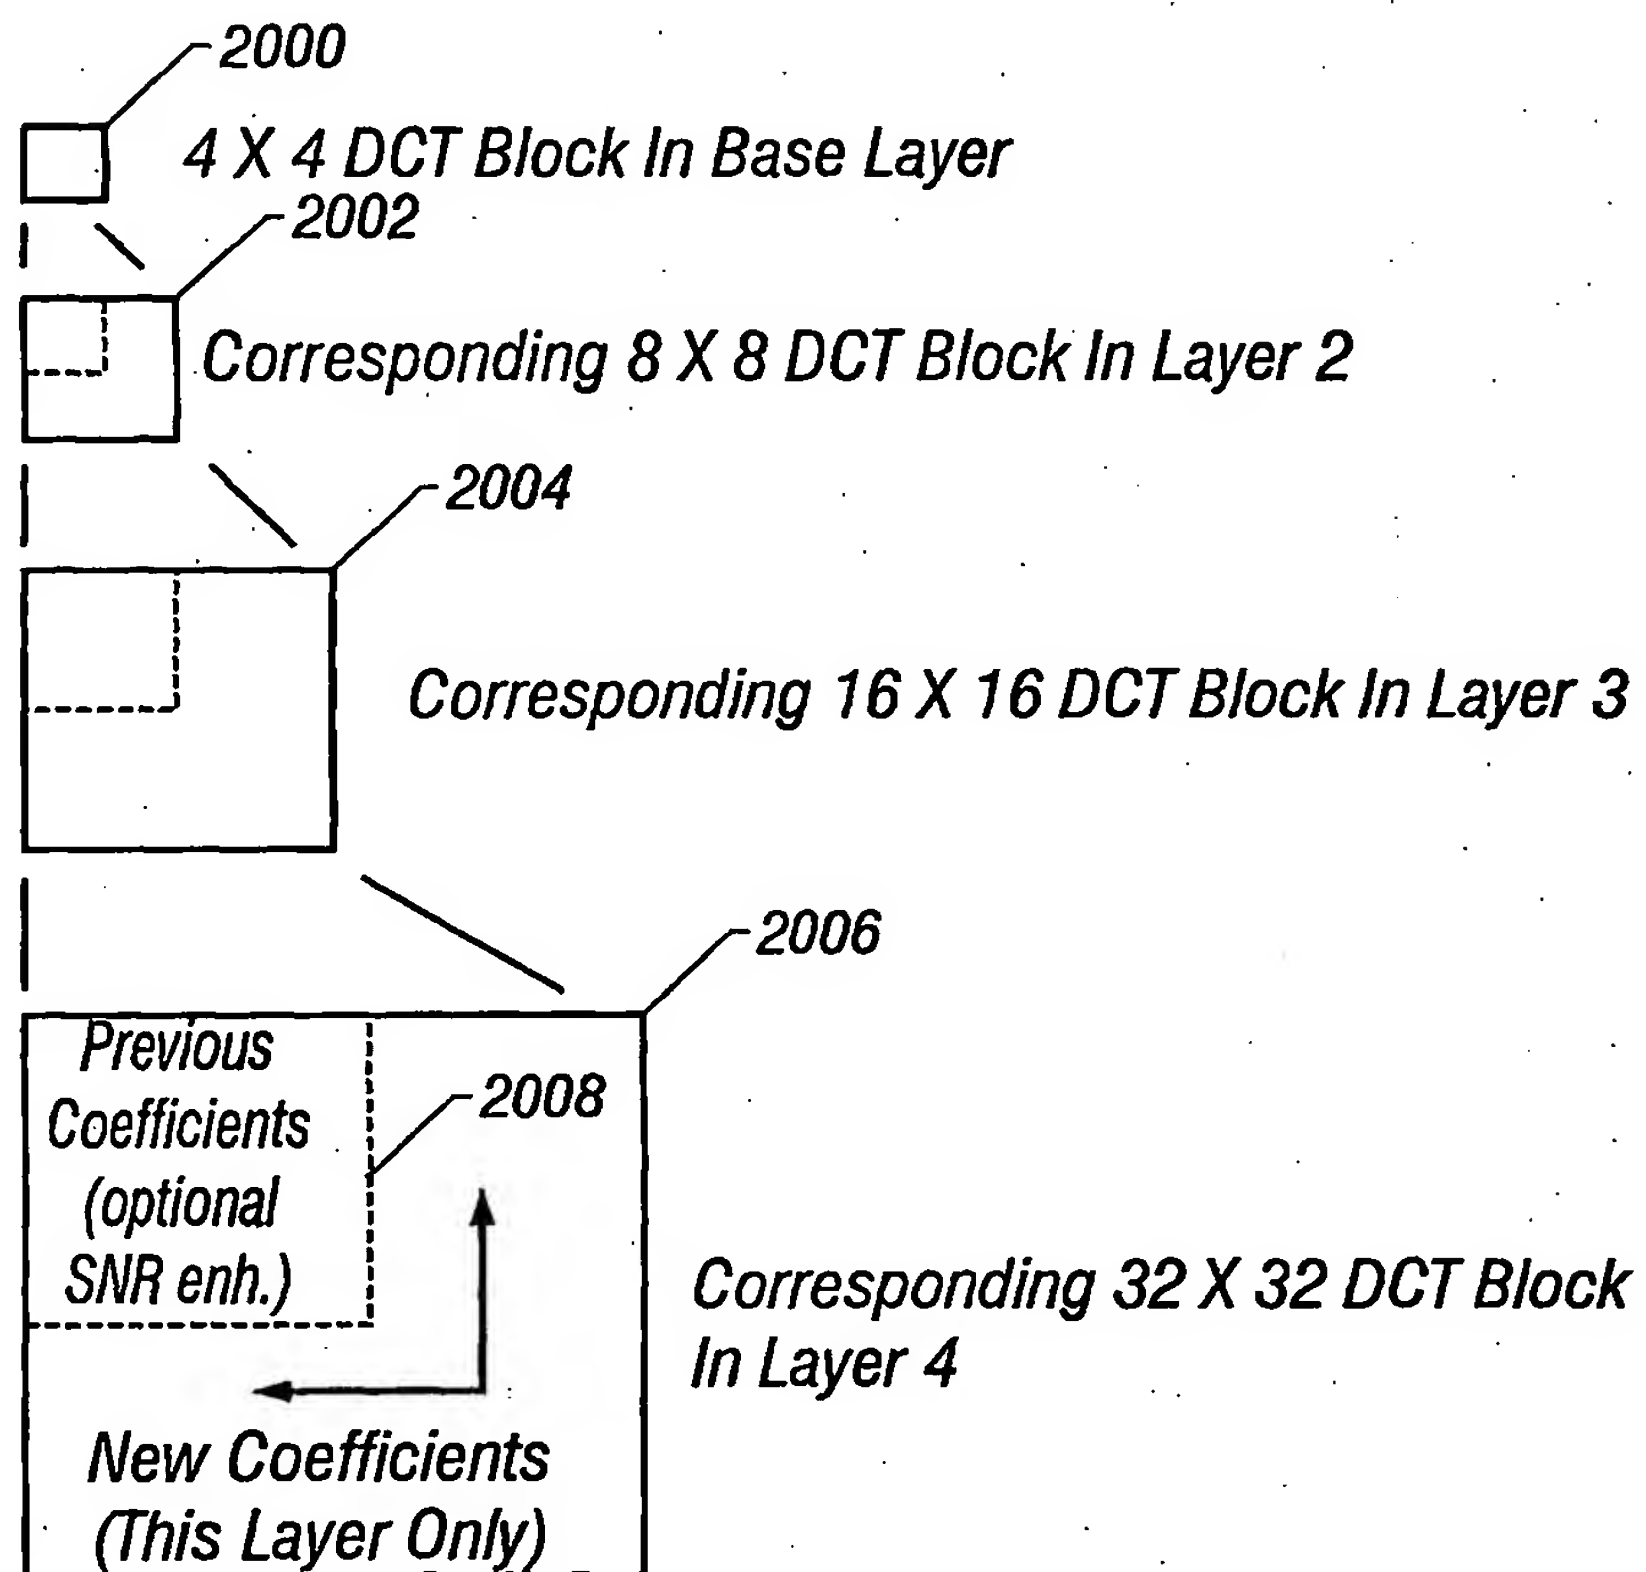 2000
4 X 4 DCT Block In Base Layer
2002
Corresponding 8 X 8 DCT Block In Layer 2
2004
Corresponding 16 X 16 DCT Block In Layer 3
2006
Previous
Coefficients
(optional
SNR enh.)
2008
Corresponding 32 X 32 DCT Block
In Layer 4
New Coefficients
(This Layer Only)